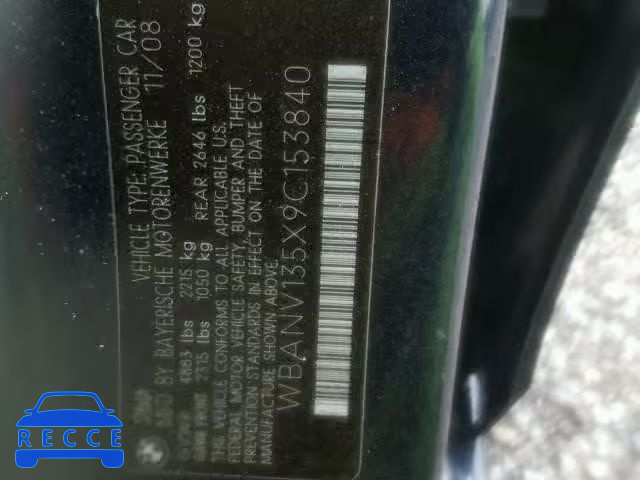 VEHICLE TYPE: PASSENGER CAR
MFD BY BAYERISCHE MOTORENWERKE 11/08
4883 lbs 2215 kg
FRONT 2315 lbs 1050 kg REAR 2646 lbs 1200 kg
THIS VEHICLE CONFORMS TO ALL APPLICABLE U.S.
FEDERAL MOTOR VEHICLE SAFETY, BUMPER AND THEFT
PREVENTION STANDARDS IN EFFECT ON THE DATE OF
MANUFACTURE SHOWN ABOVE.
WBANV135X9C153840
RECCE